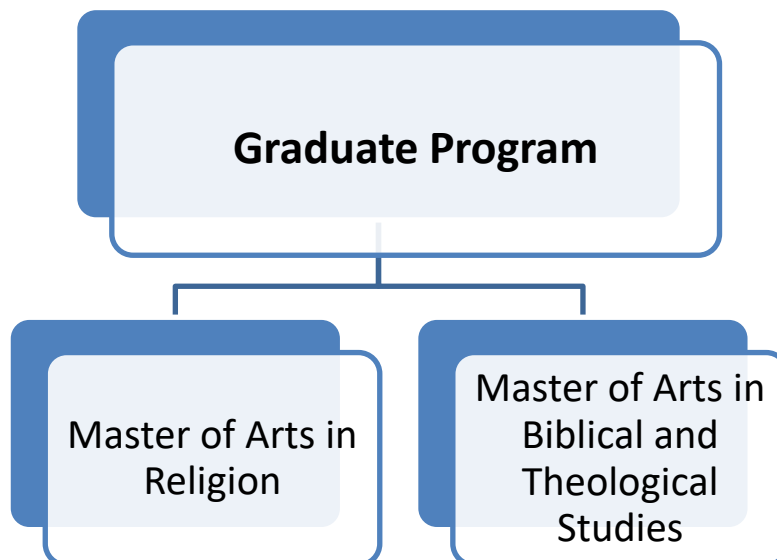 Graduate Program
Master of Arts in
Religion
Master of Arts in
Biblical and
Theological
Studies